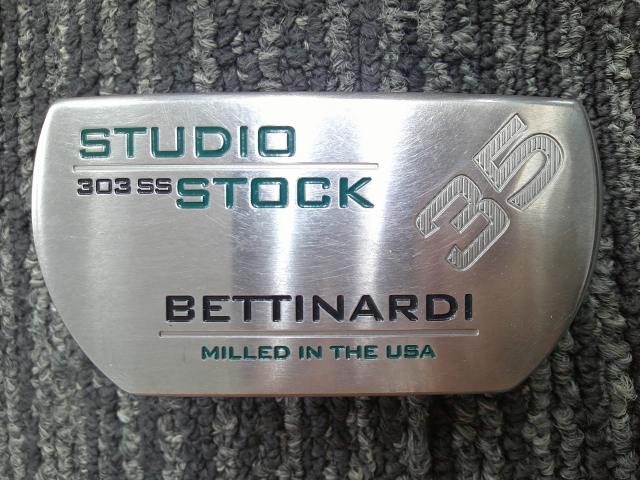 STUDIO
303 SS STOCK
35
BETTINARDI
MILLED IN THE USA